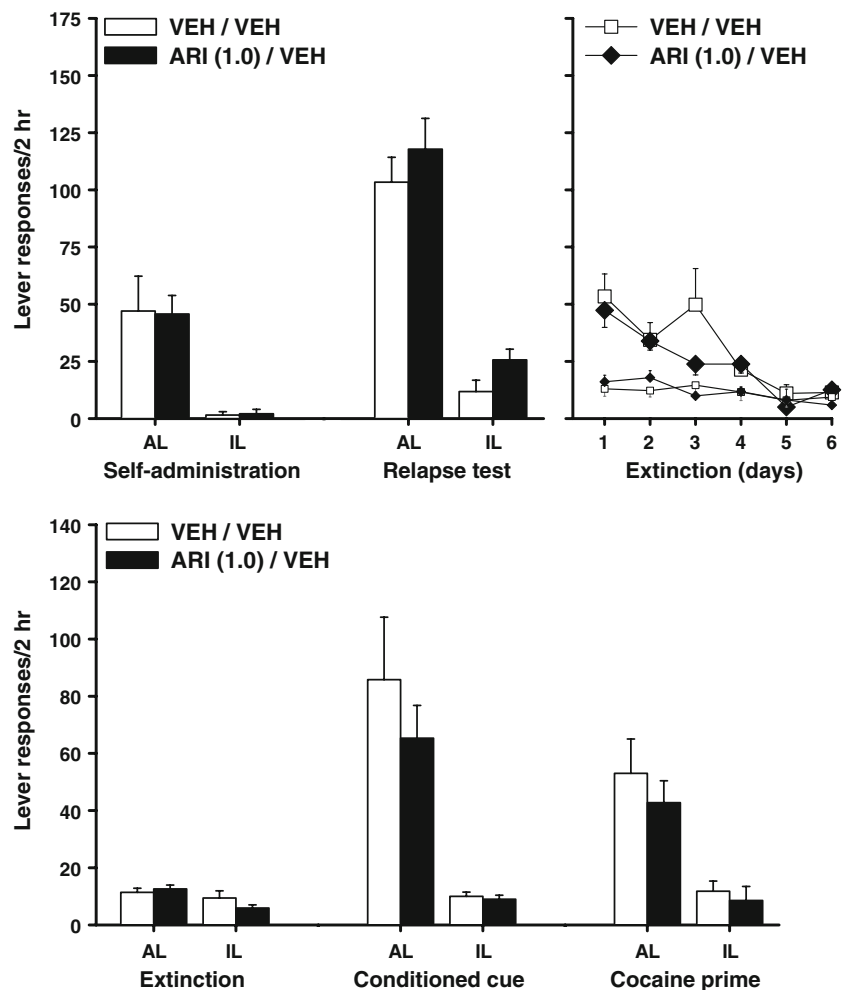 VEH / VEH
ARI (1.0) / VEH
Lever responses/2 hr
175
150
125
100
75
50
25
0
AL IL AL IL
Self-administration Relapse test
VEH / VEH
ARI (1.0) / VEH
1 2 3 4 5 6
Extinction (days)
VEH / VEH
ARI (1.0) / VEH
Lever responses/2 hr
140
120
100
80
60
40
20
0
AL IL AL IL AL IL
Extinction Conditioned cue Cocaine prime